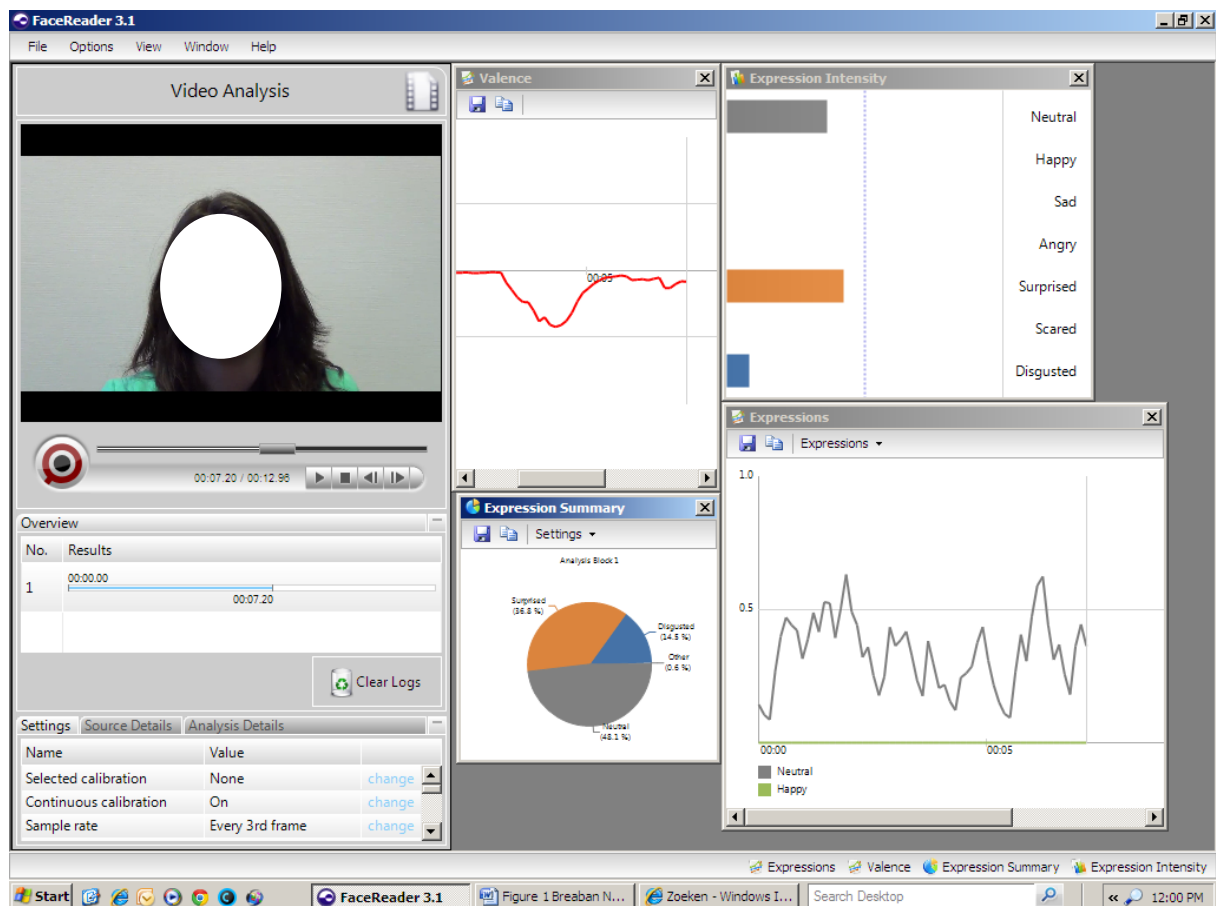 FaceReader 3.1
File Options View Window Help
Video Analysis
00:07.20 / 00:12.96
Overview
No. Results
1
00:00.00
00:07.20
Clear Logs
Settings Source Details Analysis Details
Name Value
Selected calibration None change
Continuous calibration On change
Sample rate Every 3rd frame change
Valence
00:05
Expression Summary
Settings
Analysis Block 1
Surprised
(36.8 %)
Disgusted
(14.5 %)
Other
(0.6 %)
Neutral
(48.1 %)
Expression Intensity
Neutral
Happy
Sad
Angry
Surprised
Scared
Disgusted
Expressions
Expressions
1.0
0.5
00:00 00:05
Neutral
Happy
Expressions Valence Expression Summary Expression Intensity
Start FaceReader 3.1 Figure 1 Breaban N... Zoeken - Windows I... Search Desktop « 12:00 PM